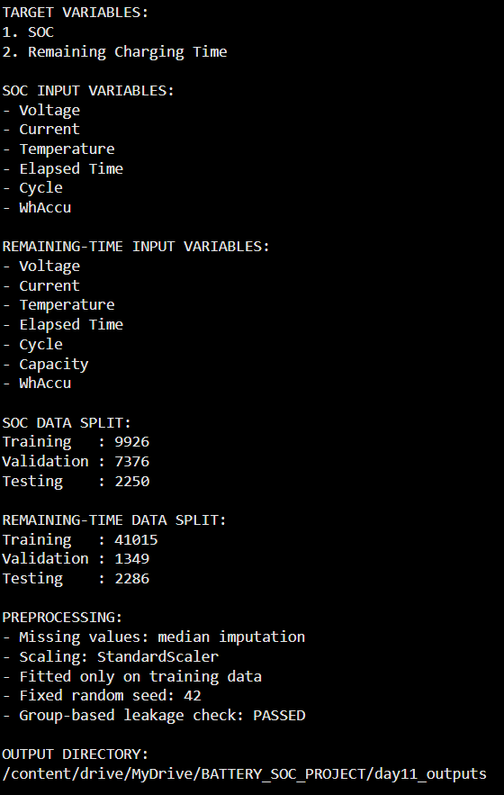 TARGET VARIABLES:
1. SOC
2. Remaining Charging Time
SOC INPUT VARIABLES:
- Voltage
- Current
- Temperature
- Elapsed Time
- Cycle
- WhAccu
REMAINING-TIME INPUT VARIABLES:
- Voltage
- Current
- Temperature
- Elapsed Time
- Cycle
- Capacity
- WhAccu
SOC DATA SPLIT:
Training   : 9926
Validation : 7376
Testing    : 2250
REMAINING-TIME DATA SPLIT:
Training   : 41015
Validation : 1349
Testing    : 2286
PREPROCESSING:
- Missing values: median imputation
- Scaling: StandardScaler
- Fitted only on training data
- Fixed random seed: 42
- Group-based leakage check: PASSED
OUTPUT DIRECTORY:
/content/drive/MyDrive/BATTERY_SOC_PROJECT/day11_outputs